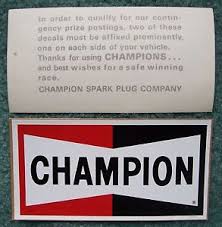 In order to qualify for our contin-
gency prize postings, two of these
decals must be affixed prominently,
one on each side of your vehicle.
Thanks for using CHAMPIONS...
and best wishes for a safe winning
race.
CHAMPION SPARK PLUG COMPANY
CHAMPION
®